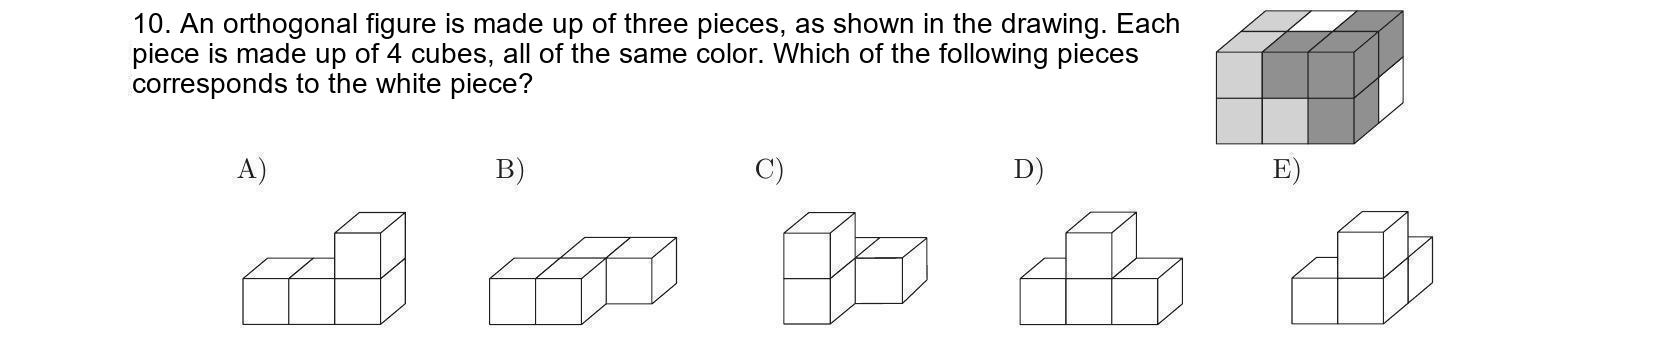 10. An orthogonal figure is made up of three pieces, as shown in the drawing. Each
piece is made up of 4 cubes, all of the same color. Which of the following pieces
corresponds to the white piece?
A) B) C) D) E)